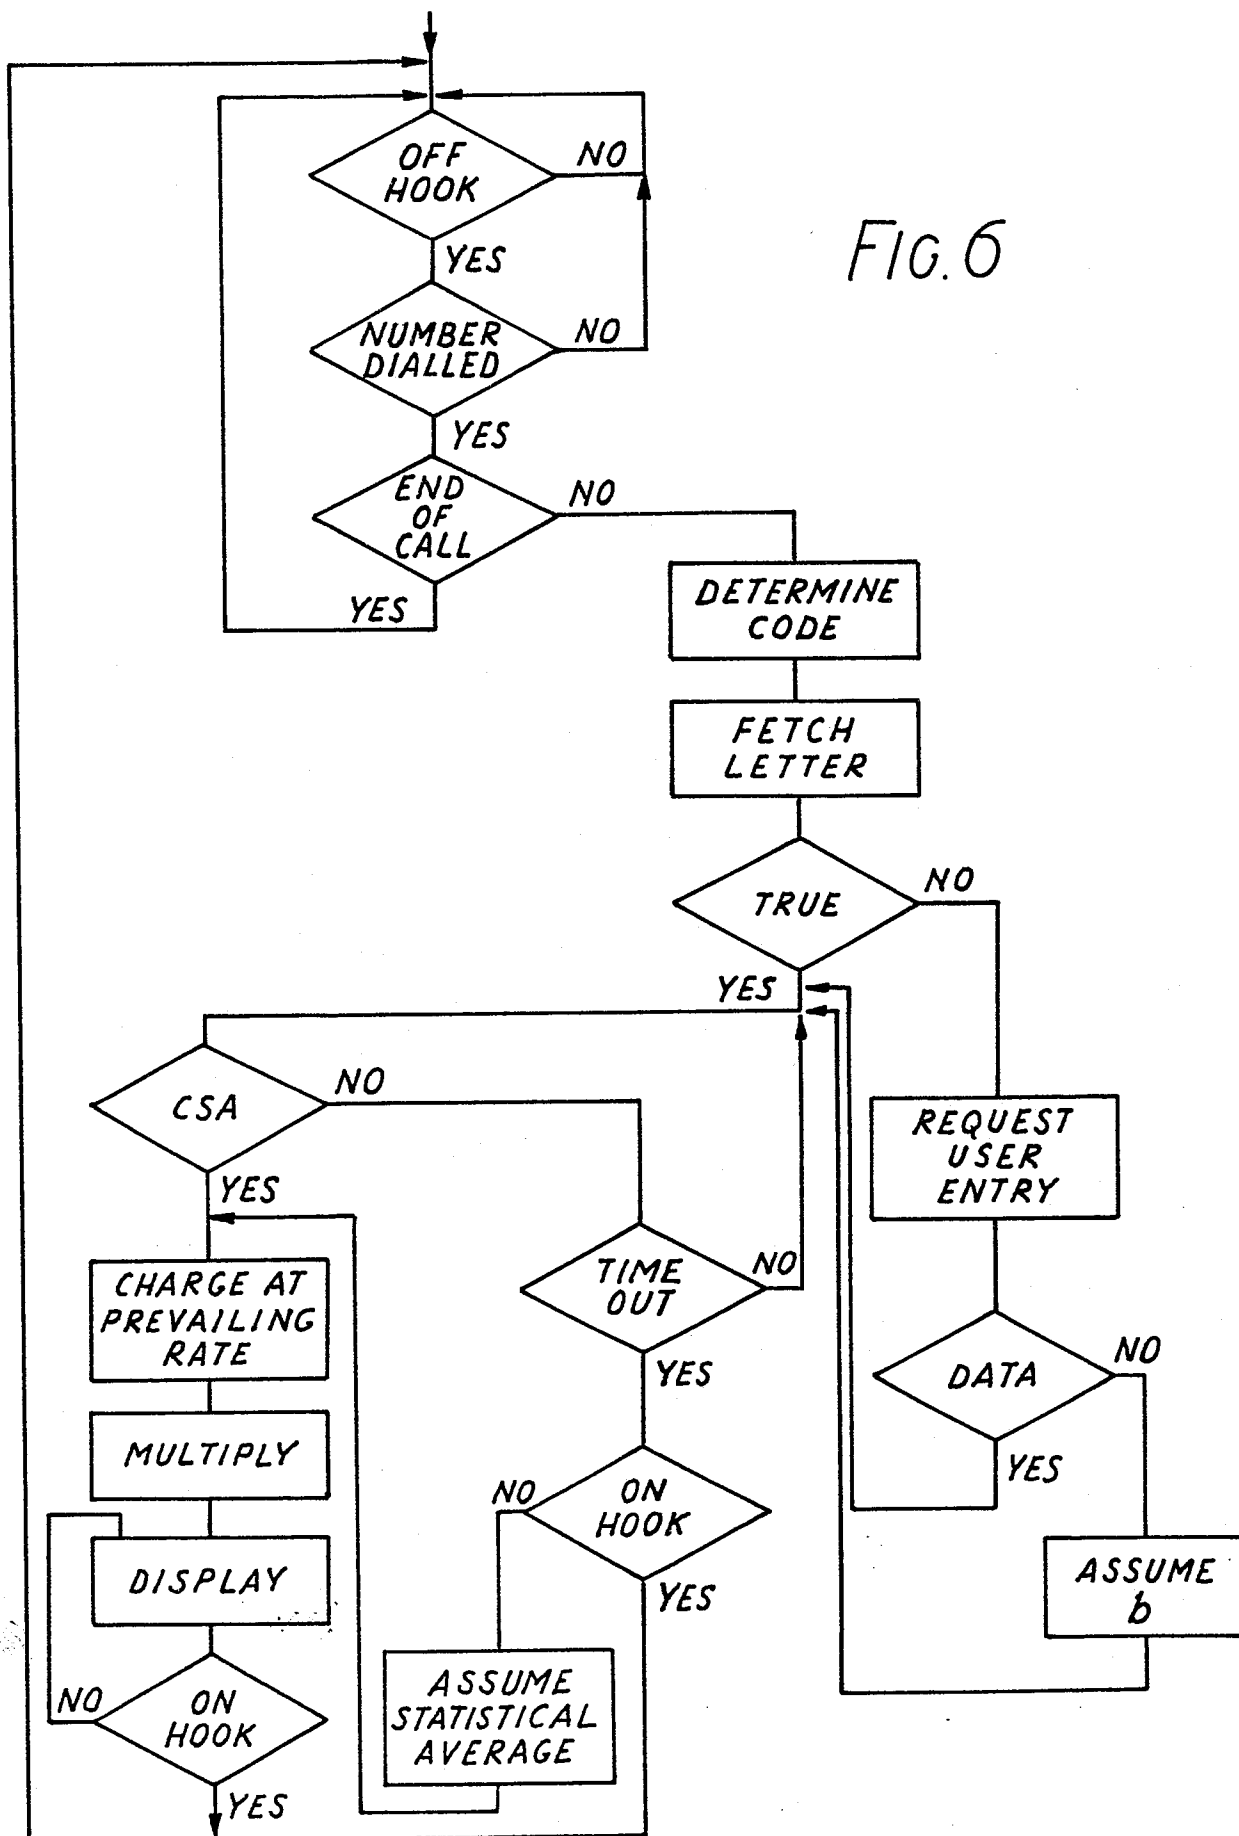 OFF
HOOK
NO
YES
FIG. 6
NUMBER
DIALLED
NO
YES
END
OF
CALL
NO
YES
DETERMINE
CODE
FETCH
LETTER
TRUE
NO
YES
CSA
NO
YES
REQUEST
USER
ENTRY
CHARGE AT
PREVAILING
RATE
TIME
OUT
NO
YES
DATA
NO
YES
MULTIPLY
ON
HOOK
NO
YES
DISPLAY
ASSUME
b
ON
HOOK
NO
YES
ASSUME
STATISTICAL
AVERAGE